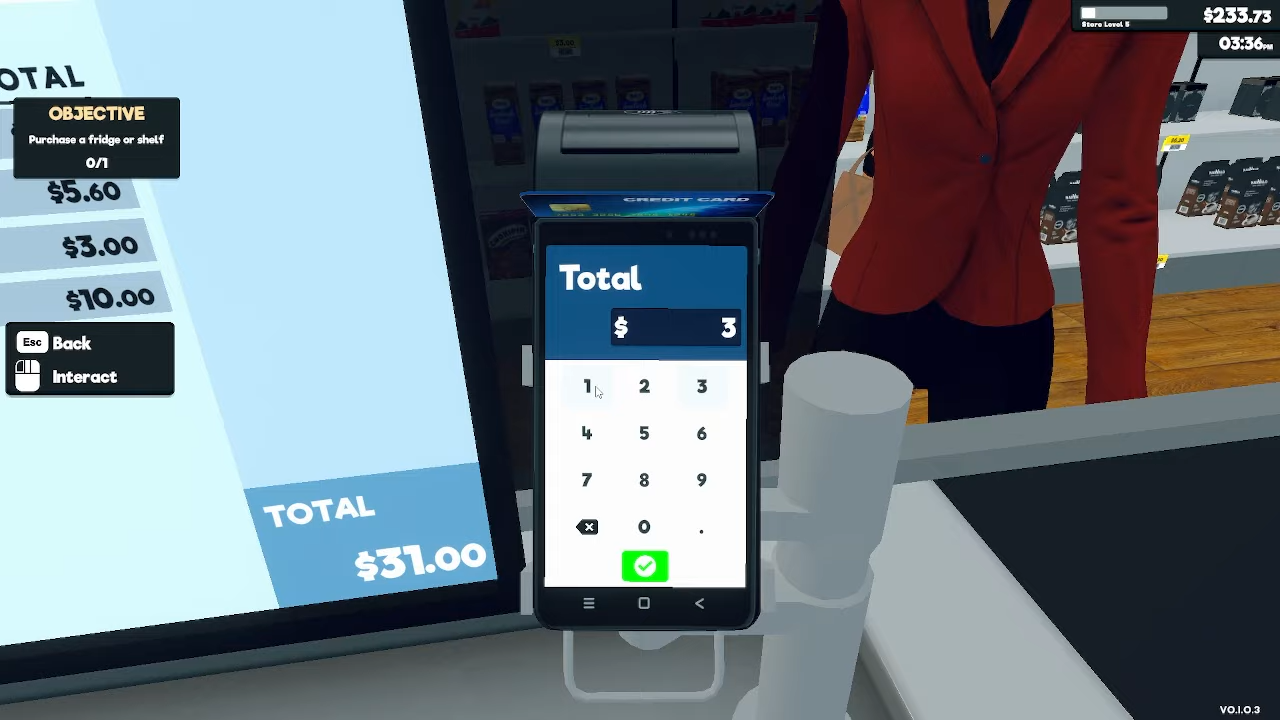 OTAL
OBJECTIVE
Purchase a fridge or shelf
0/1
$5.60
$3.00
$10.00
Esc Back
Interact
TOTAL
$31.00
CREDIT CARD
Total
$ 3
1 2 3
4 5 6
7 8 9
0 .
Store Level 5
$233.73
03:36PM
V0.1.0.3